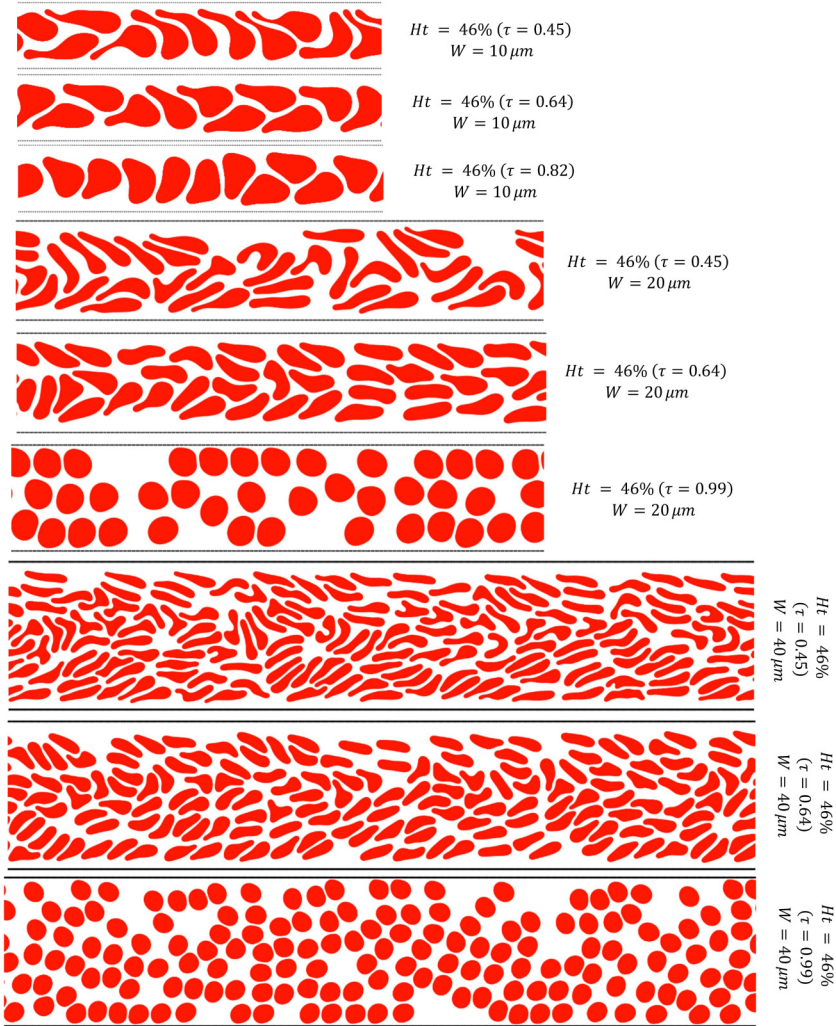 Ht = 46% (τ = 0.45)
W = 10 μm
Ht = 46% (τ = 0.64)
W = 10 μm
Ht = 46% (τ = 0.82)
W = 10 μm
Ht = 46% (τ = 0.45)
W = 20 μm
Ht = 46% (τ = 0.64)
W = 20 μm
Ht = 46% (τ = 0.99)
W = 20 μm
Ht = 46%
(τ = 0.45)
W = 40 μm
Ht = 46%
(τ = 0.64)
W = 40 μm
Ht = 46%
(τ = 0.99)
W = 40 μm